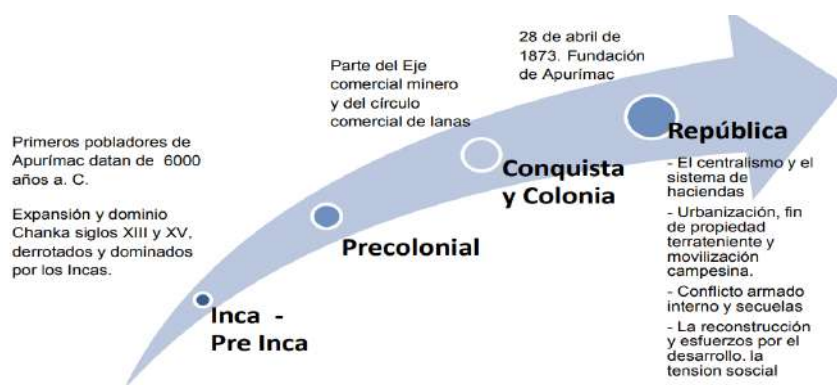 Primeros pobladores de
Apurímac datan de 6000
años a. C.
Expansión y dominio
Chanka siglos XIII y XV,
derrotados y dominados
por los Incas.
Inca -
Pre Inca
Precolonial
Parte del Eje
comercial minero
y del círculo
comercial de lanas
Conquista
y Colonia
28 de abril de
1873. Fundación
de Apurímac
República
- El centralismo y el
sistema de
haciendas
- Urbanización, fin
de propiedad
terrateniente y
movilización
campesina.
- Conflicto armado
interno y secuelas
- La reconstrucción
y esfuerzos por el
desarrollo. la
tension soscial